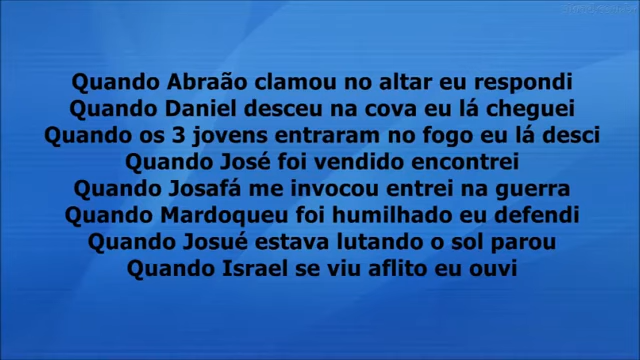 Quando Abraão clamou no altar eu respondi
Quando Daniel desceu na cova eu lá cheguei
Quando os 3 jovens entraram no fogo eu lá desci
Quando José foi vendido encontrei
Quando Josafá me invocou entrei na guerra
Quando Mardoqueu foi humilhado eu defendi
Quando Josué estava lutando o sol parou
Quando Israel se viu aflito eu ouvi